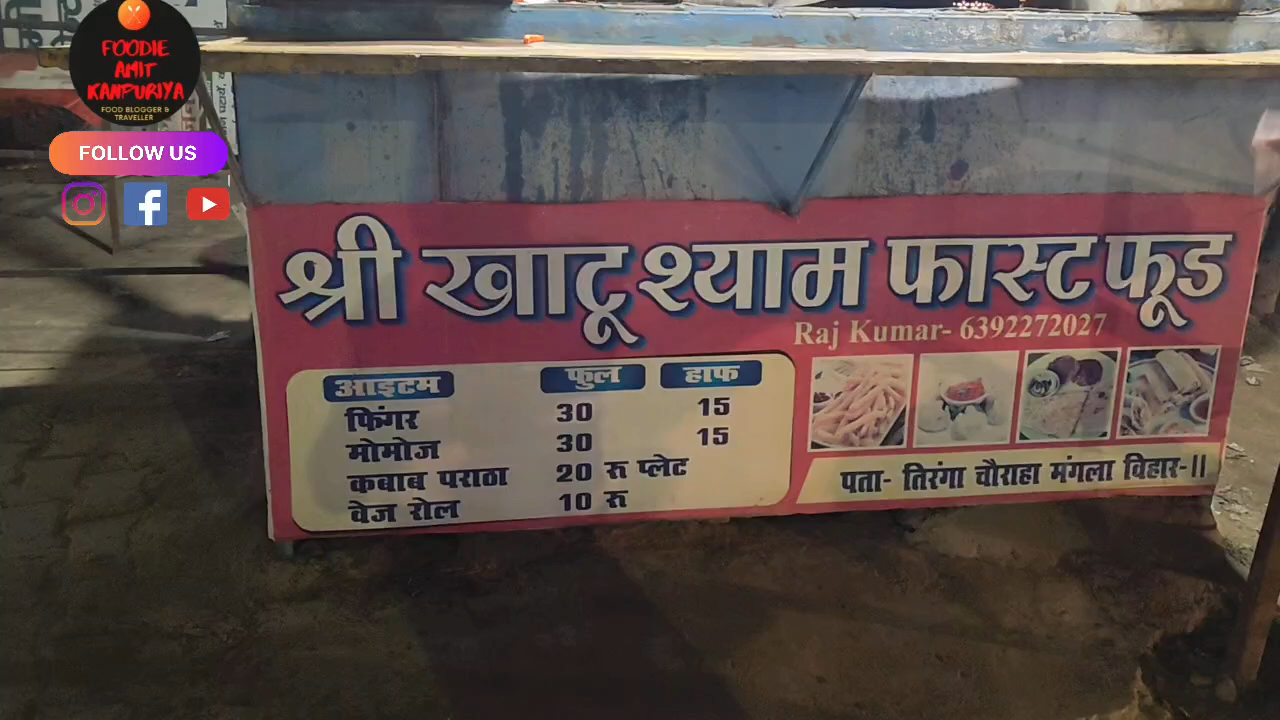 FOODIE
AMIT
KANPURIYA
FOOD BLOGGER &
TRAVELLER
FOLLOW US
श्री खाटू श्याम फास्ट फूड
Raj Kumar- 6392272027
आइटम फुल हाफ
फिंगर 30 15
मोमोज 30 15
कबाब पराठा 20 रू प्लेट
वेज रोल 10 रू
पता- तिरंगा चौराहा मंगला विहार-।।